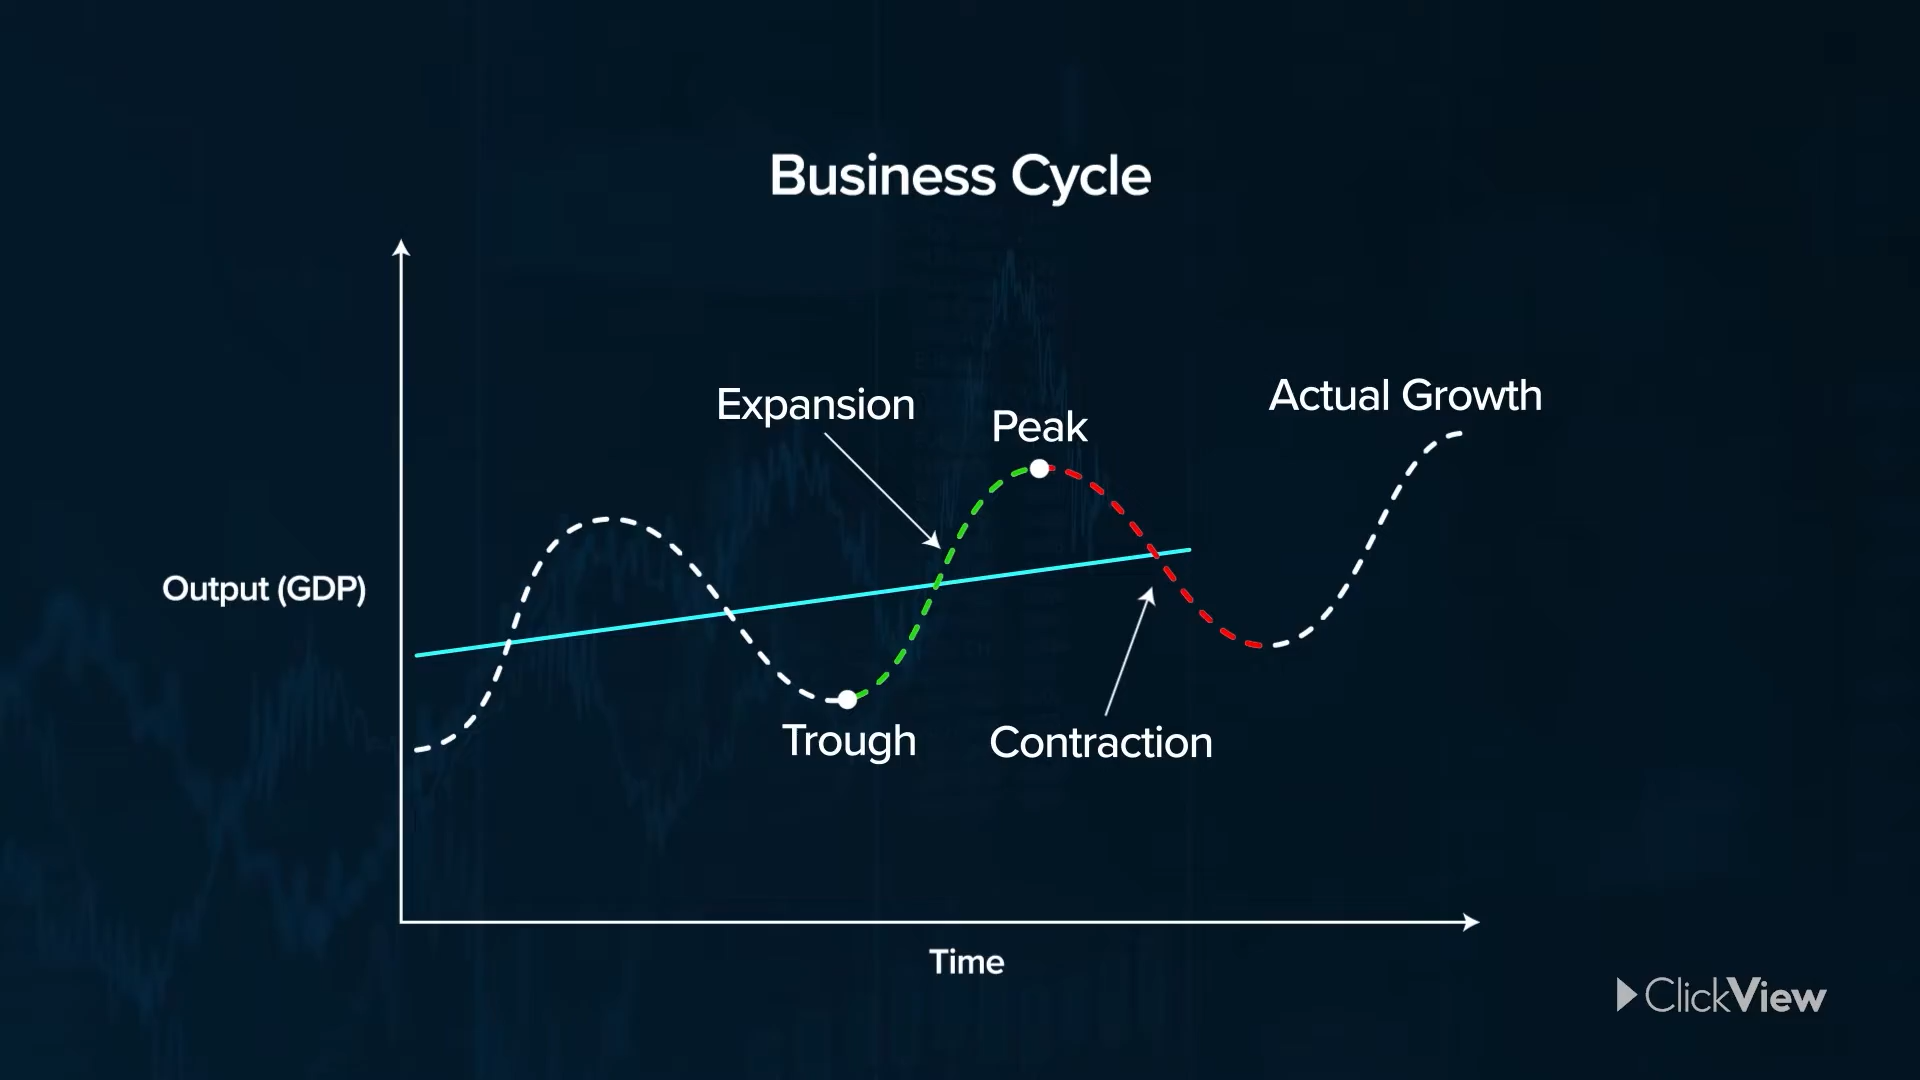 Business Cycle
Expansion
Peak
Actual Growth
Output (GDP)
Trough
Contraction
Time
ClickView